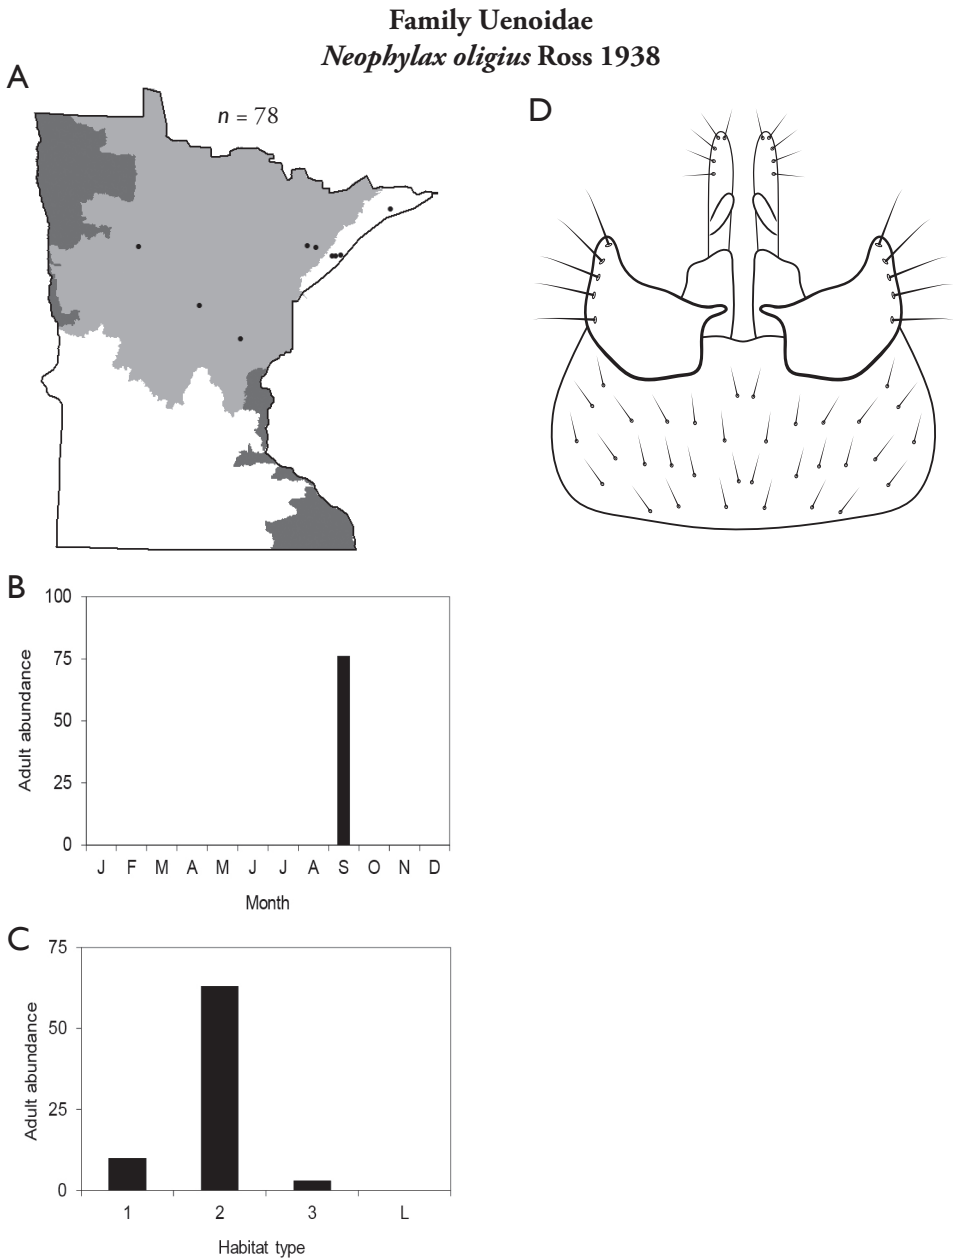 Family Uenoidae
Neophylax oligius Ross 1938
A
n = 78
D
B
100
75
50
25
0
Adult abundance
J F M A M J J A S O N D
Month
C
75
50
25
0
Adult abundance
1 2 3 L
Habitat type